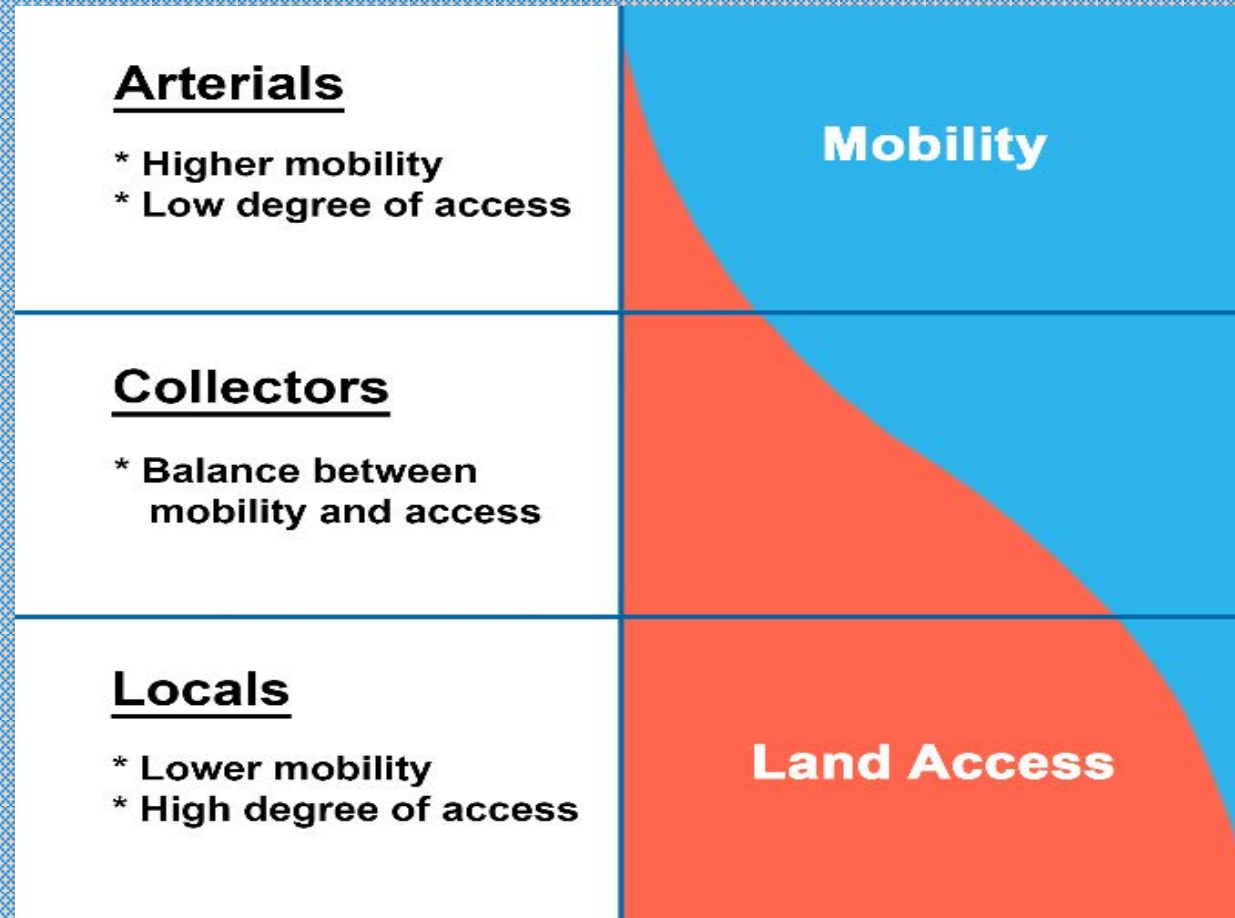 Arterials
* Higher mobility
* Low degree of access
Mobility
Collectors
* Balance between
mobility and access
Locals
* Lower mobility
* High degree of access
Land Access